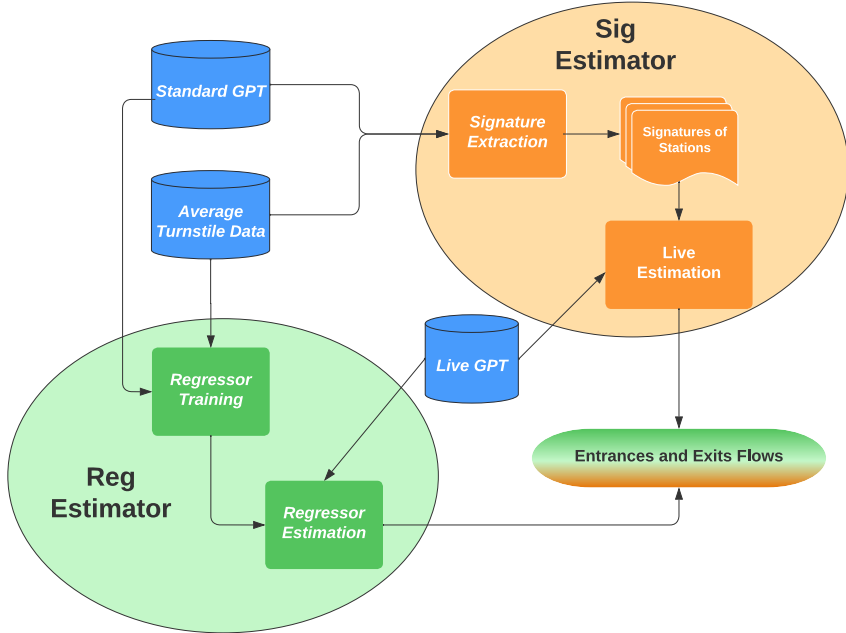 Sig
Estimator
Standard GPT
Signature
Extraction
Signatures of
Stations
Average
Turnstile Data
Live
Estimation
Live GPT
Regressor
Training
Reg
Estimator
Entrances and Exits Flows
Regressor
Estimation